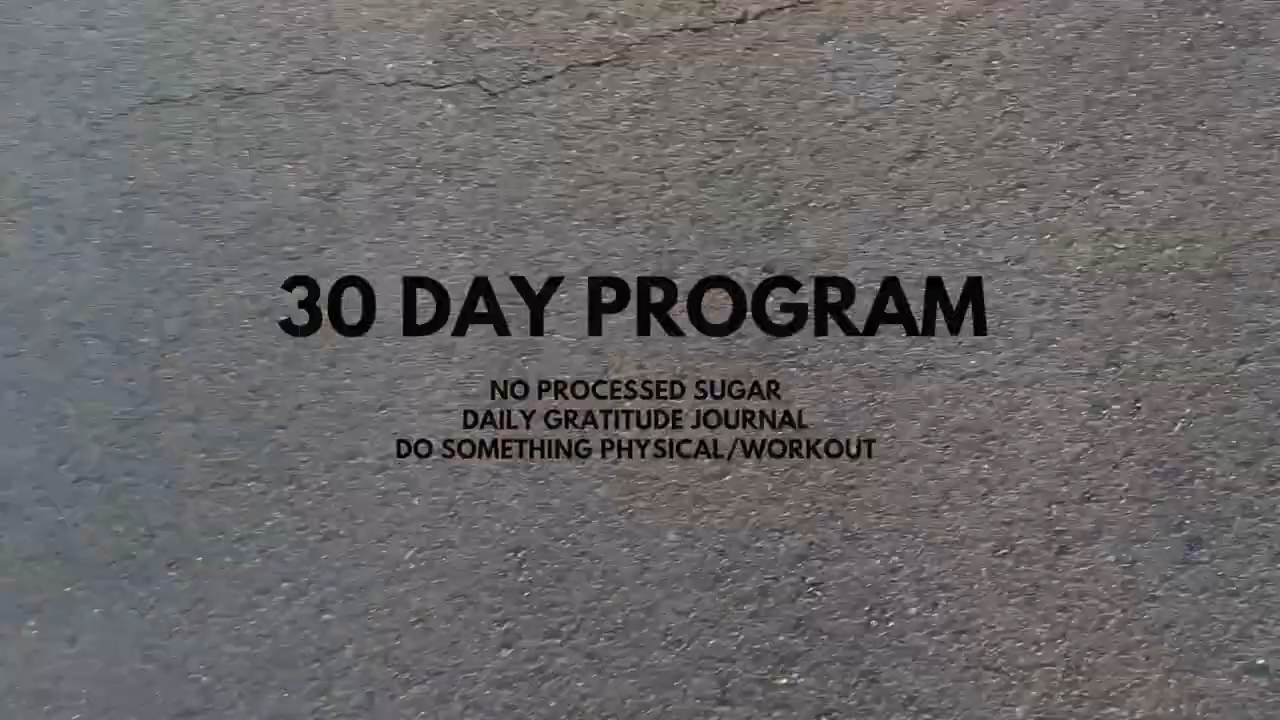 30 DAY PROGRAM
NO PROCESSED SUGAR
DAILY GRATITUDE JOURNAL
DO SOMETHING PHYSICAL/WORKOUT